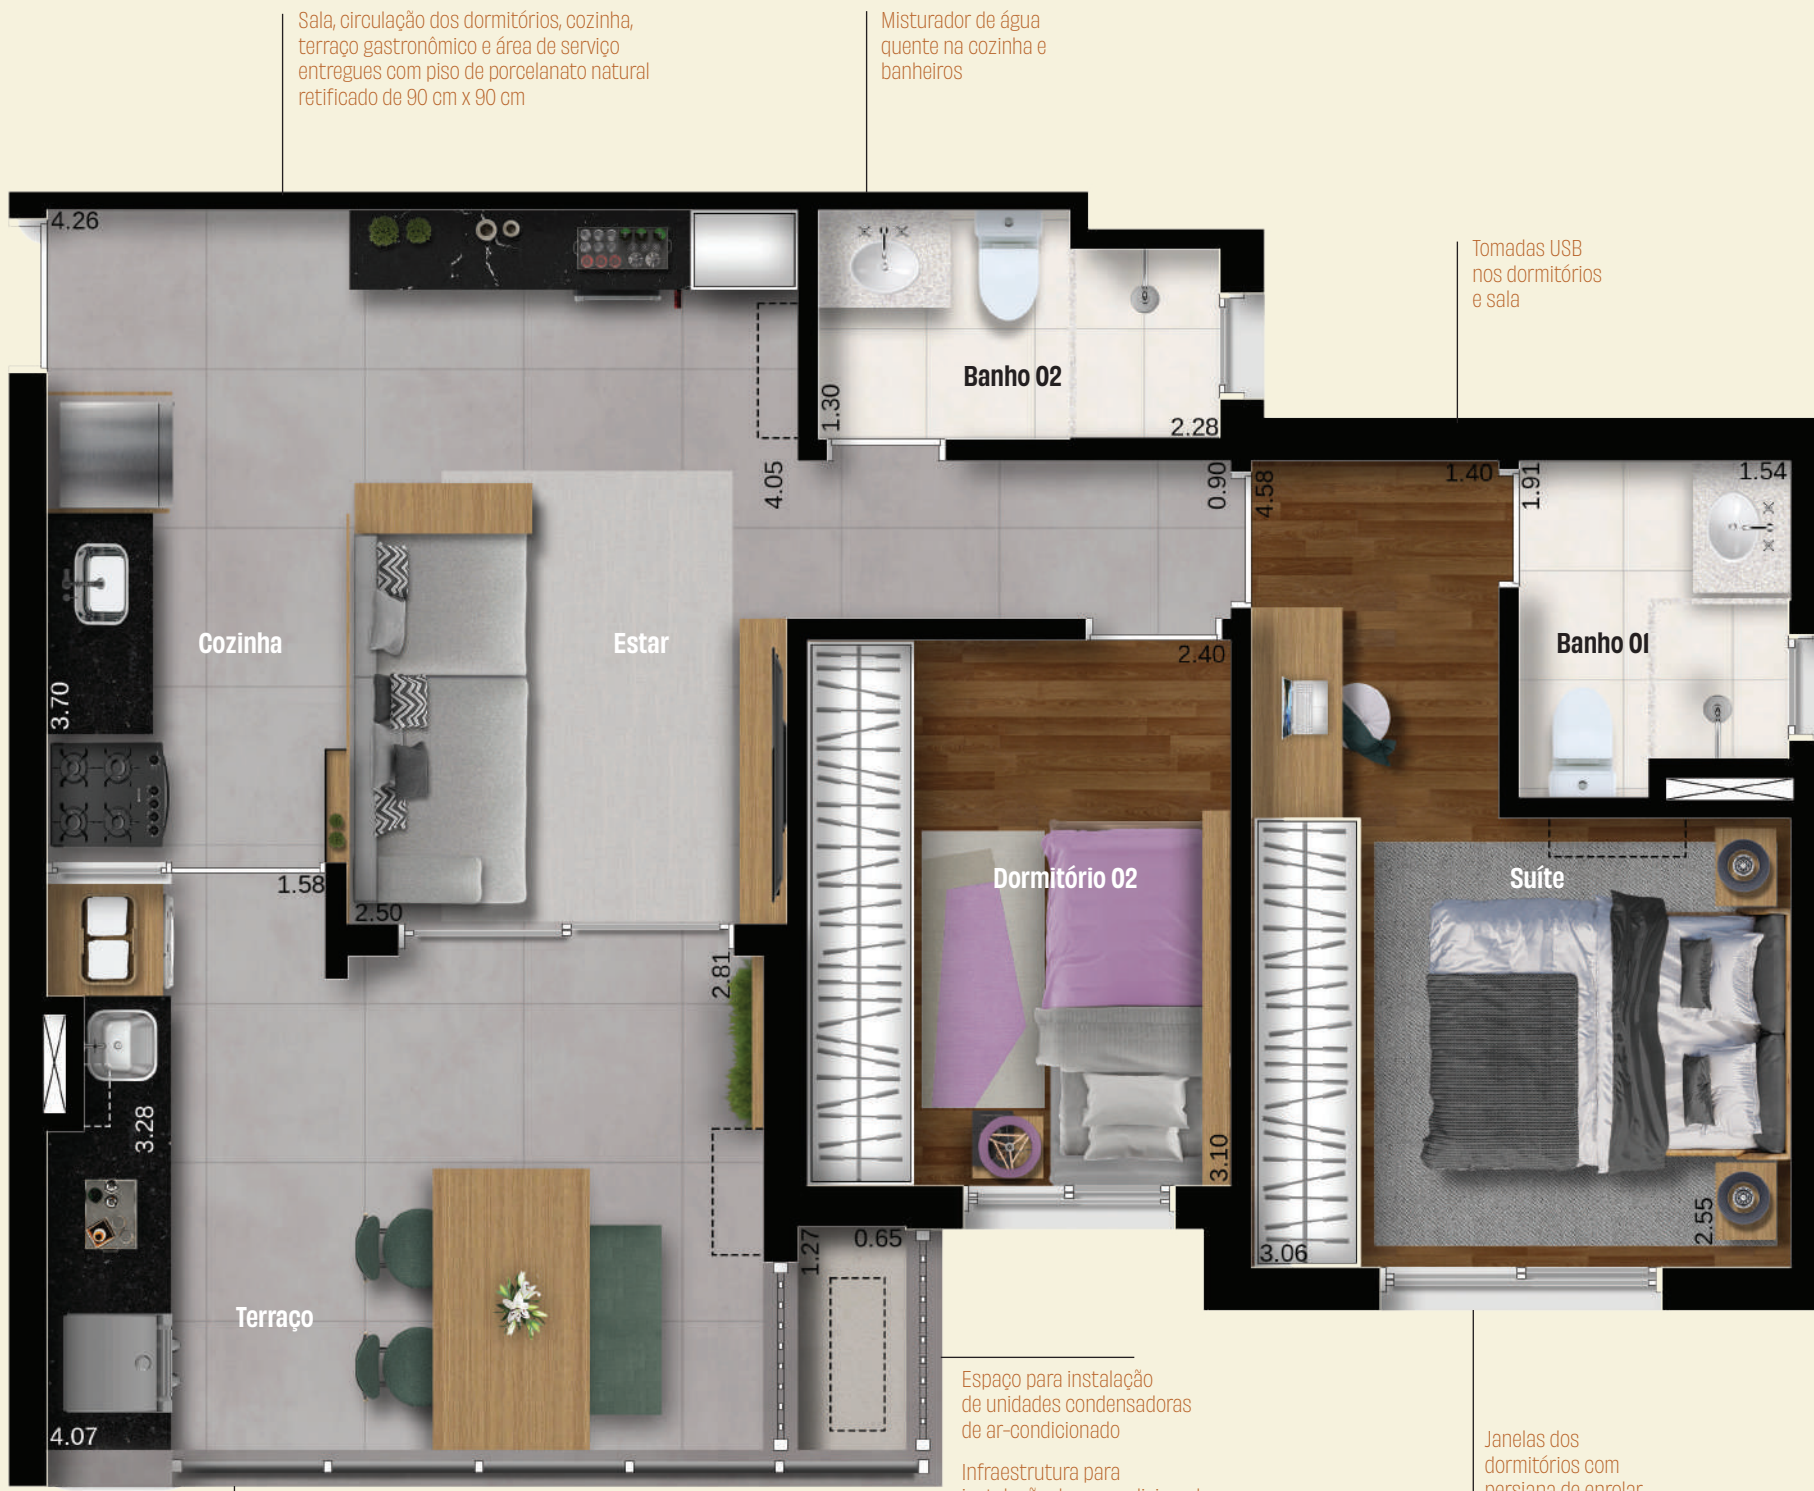 Sala, circulação dos dormitórios, cozinha,
terraço gastronômico e área de serviço
entregues com piso de porcelanato natural
retificado de 90 cm x 90 cm
Misturador de água
quente na cozinha e
banheiros
Tomadas USB
nos dormitórios
e sala
4.26
Banho 02
1.30
2.28
4.05
0.90
4.58
1.40
1.91
1.54
Cozinha
Estar
Banho 01
2.40
3.70
Dormitório 02
Suíte
1.58
2.50
2.81
3.28
3.10
2.55
3.06
1.27
0.65
Terraço
4.07
Espaço para instalação
de unidades condensadoras
de ar-condicionado
Infraestrutura para
Janelas dos
dormitórios com
persiana de enrolar